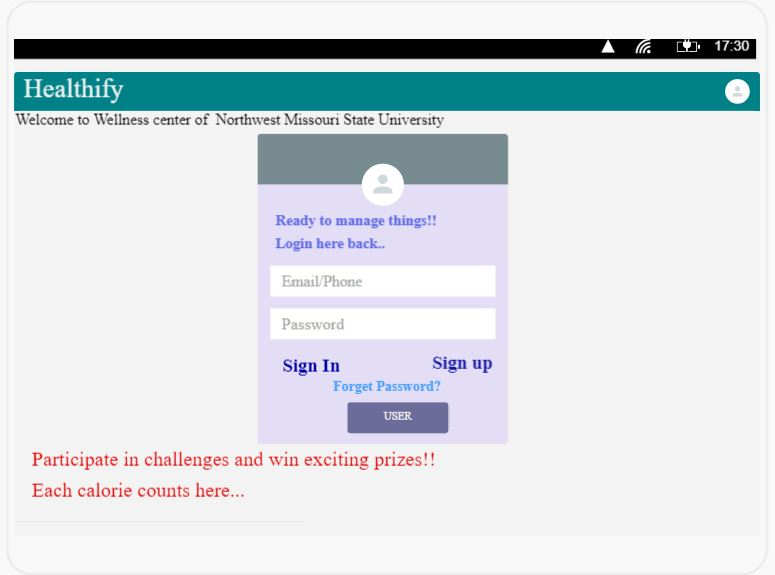 17:30
Healthify
Welcome to Wellness center of Northwest Missouri State University
Ready to manage things!!
Login here back..
Email/Phone
Password
Sign In Sign up
Forget Password?
USER
Participate in challenges and win exciting prizes!!
Each calorie counts here...